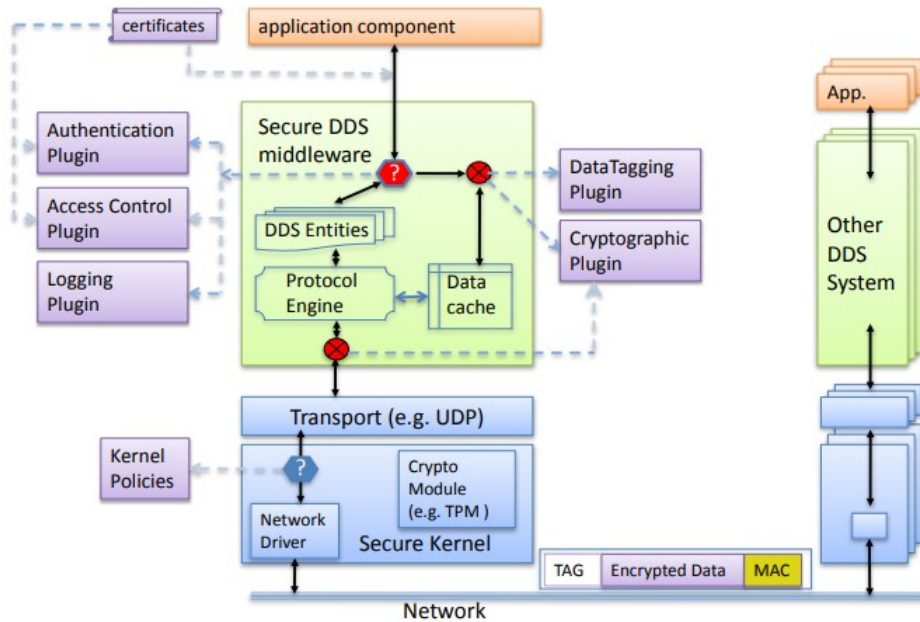 certificates
application component
Authentication
Plugin
Access Control
Plugin
Logging
Plugin
Secure DDS
middleware
?
DDS Entities
Protocol
Engine
Data
cache
DataTagging
Plugin
Cryptographic
Plugin
App.
Other
DDS
System
Transport (e.g. UDP)
Kernel
Policies
?
Crypto
Module
(e.g. TPM )
Network
Driver
Secure Kernel
TAG
Encrypted Data
MAC
Network